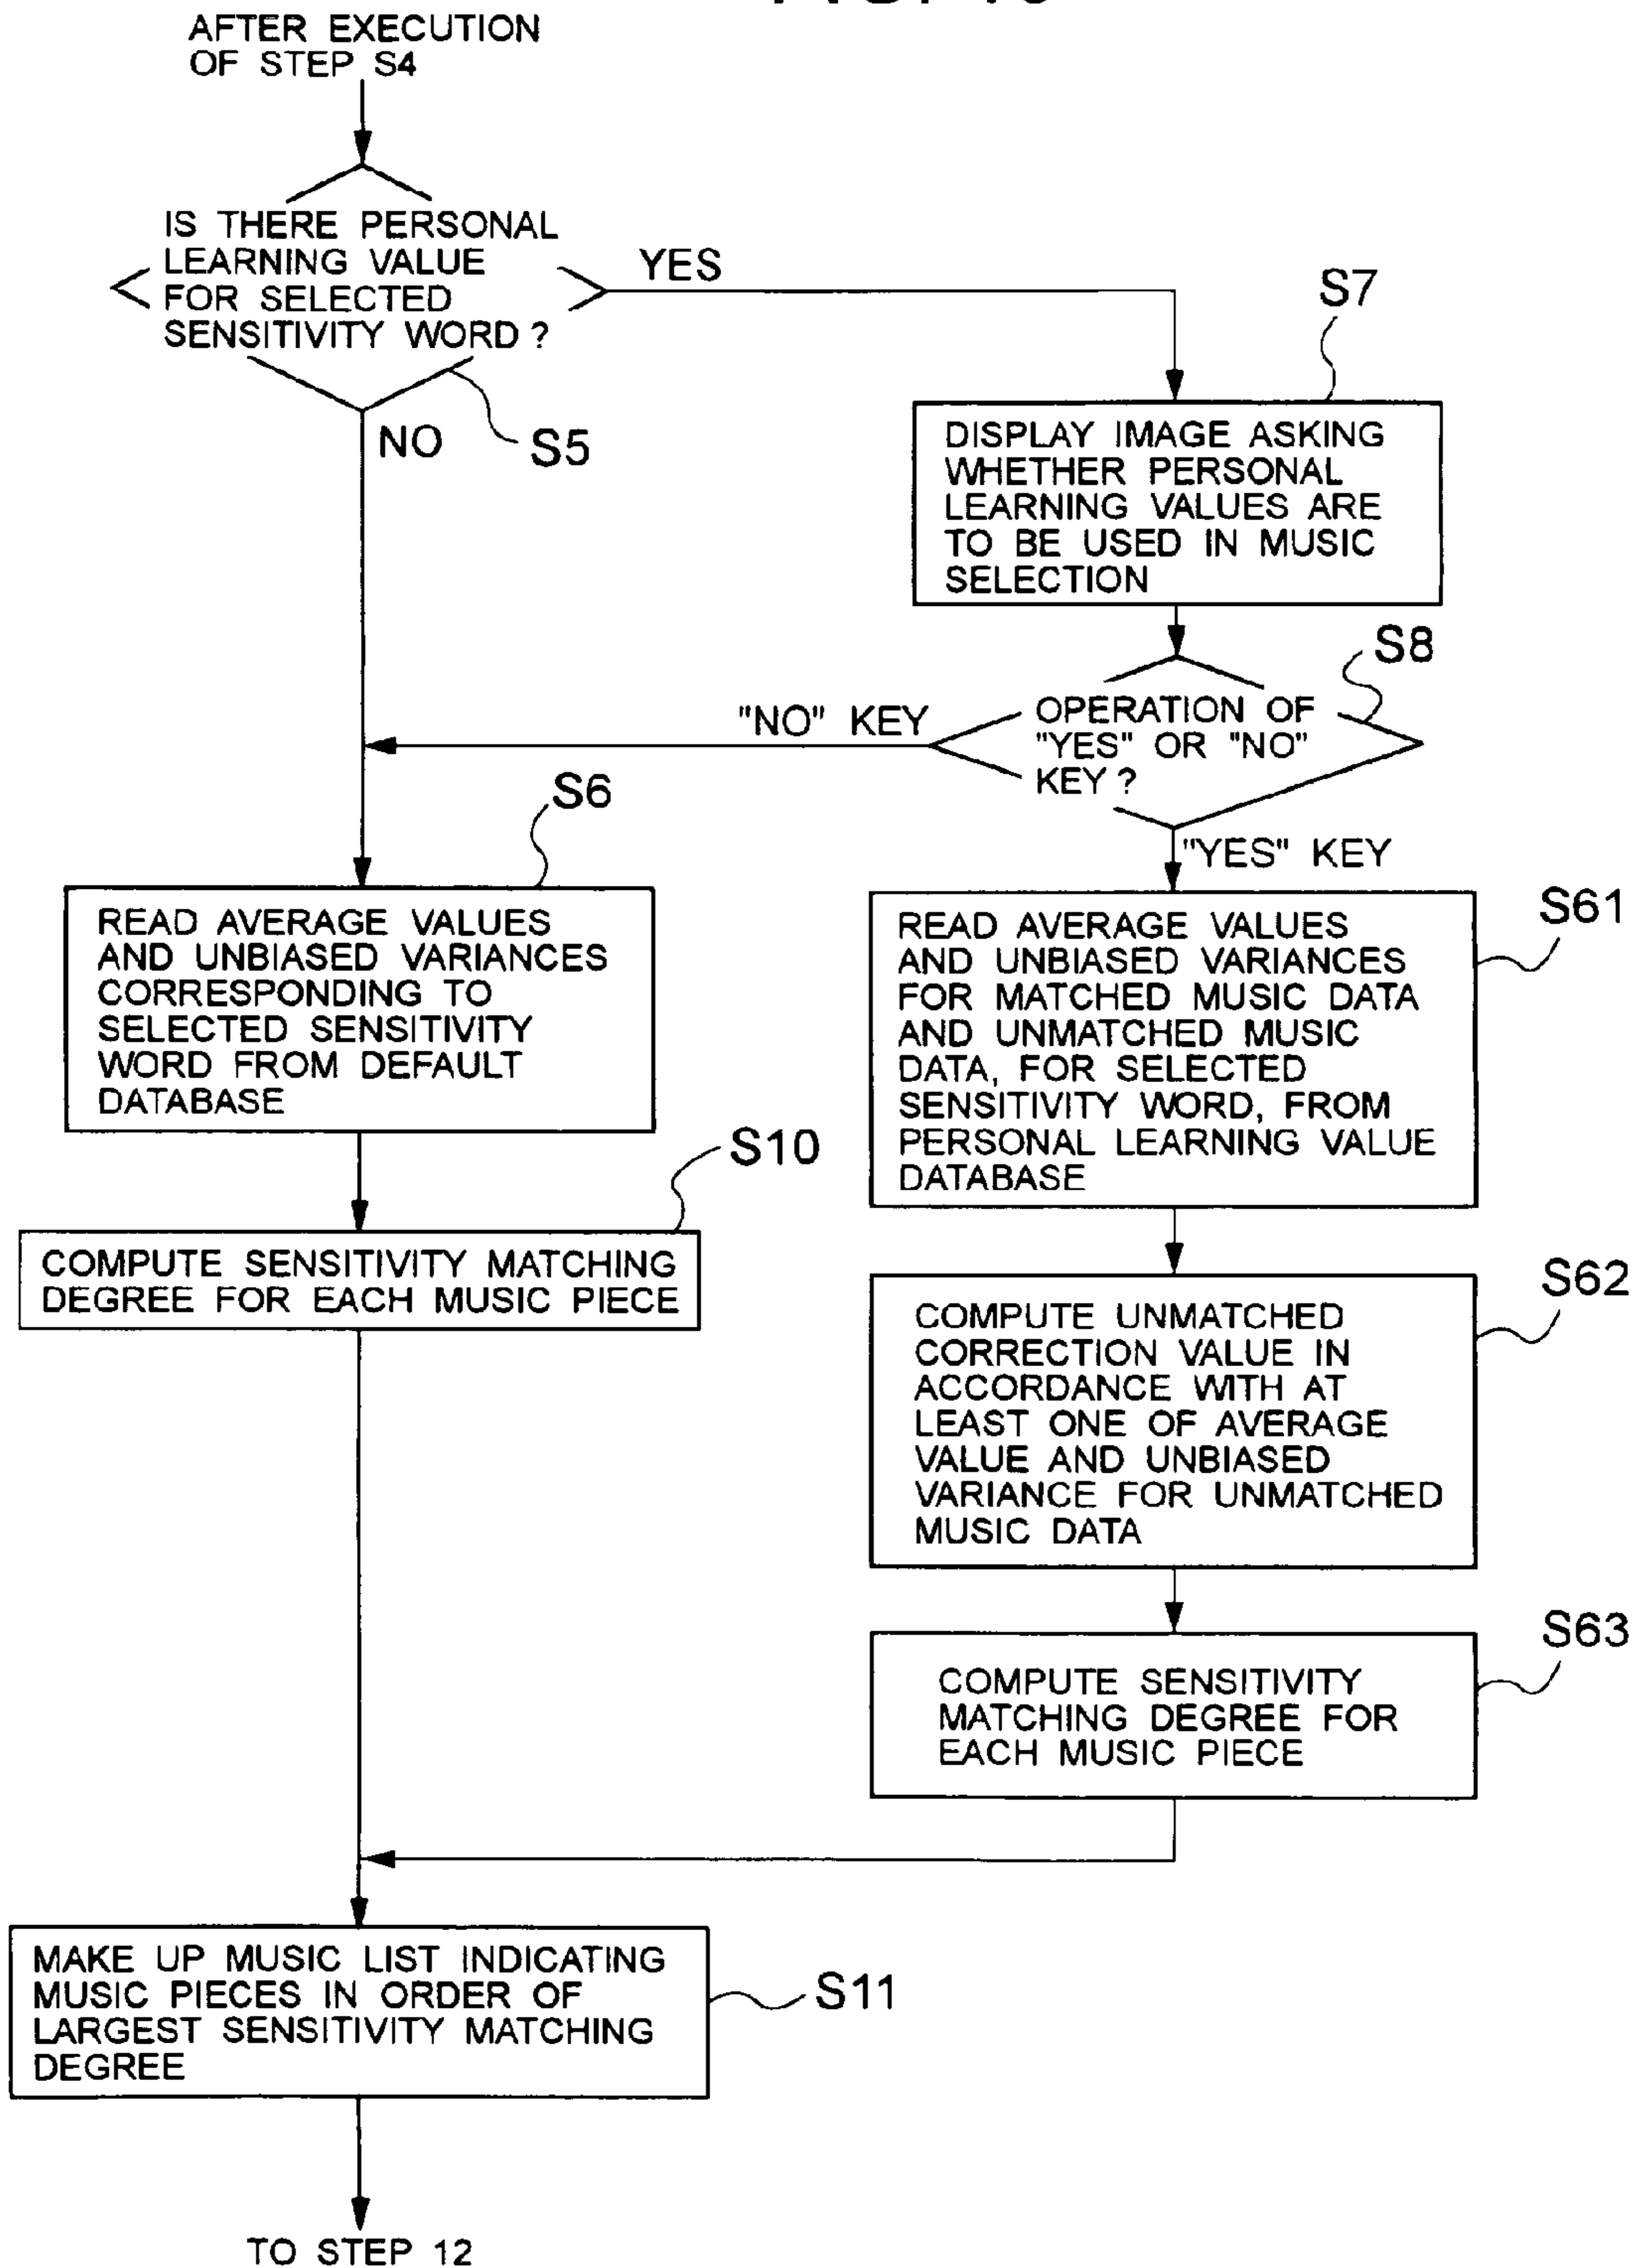 AFTER EXECUTION
OF STEP S4
IS THERE PERSONAL
LEARNING VALUE
FOR SELECTED
SENSITIVITY WORD ?
YES
NO
S5
S7
DISPLAY IMAGE ASKING
WHETHER PERSONAL
LEARNING VALUES ARE
TO BE USED IN MUSIC
SELECTION
S8
OPERATION OF
"YES" OR "NO"
KEY ?
"NO" KEY
"YES" KEY
S6
READ AVERAGE VALUES
AND UNBIASED VARIANCES
CORRESPONDING TO
SELECTED SENSITIVITY
WORD FROM DEFAULT
DATABASE
S61
READ AVERAGE VALUES
AND UNBIASED VARIANCES
FOR MATCHED MUSIC DATA
AND UNMATCHED MUSIC
DATA, FOR SELECTED
SENSITIVITY WORD, FROM
PERSONAL LEARNING VALUE
DATABASE
S10
COMPUTE SENSITIVITY MATCHING
DEGREE FOR EACH MUSIC PIECE
S62
COMPUTE UNMATCHED
CORRECTION VALUE IN
ACCORDANCE WITH AT
LEAST ONE OF AVERAGE
VALUE AND UNBIASED
VARIANCE FOR UNMATCHED
MUSIC DATA
S63
COMPUTE SENSITIVITY
MATCHING DEGREE FOR
EACH MUSIC PIECE
MAKE UP MUSIC LIST INDICATING
MUSIC PIECES IN ORDER OF
LARGEST SENSITIVITY MATCHING
DEGREE
S11
TO STEP 12